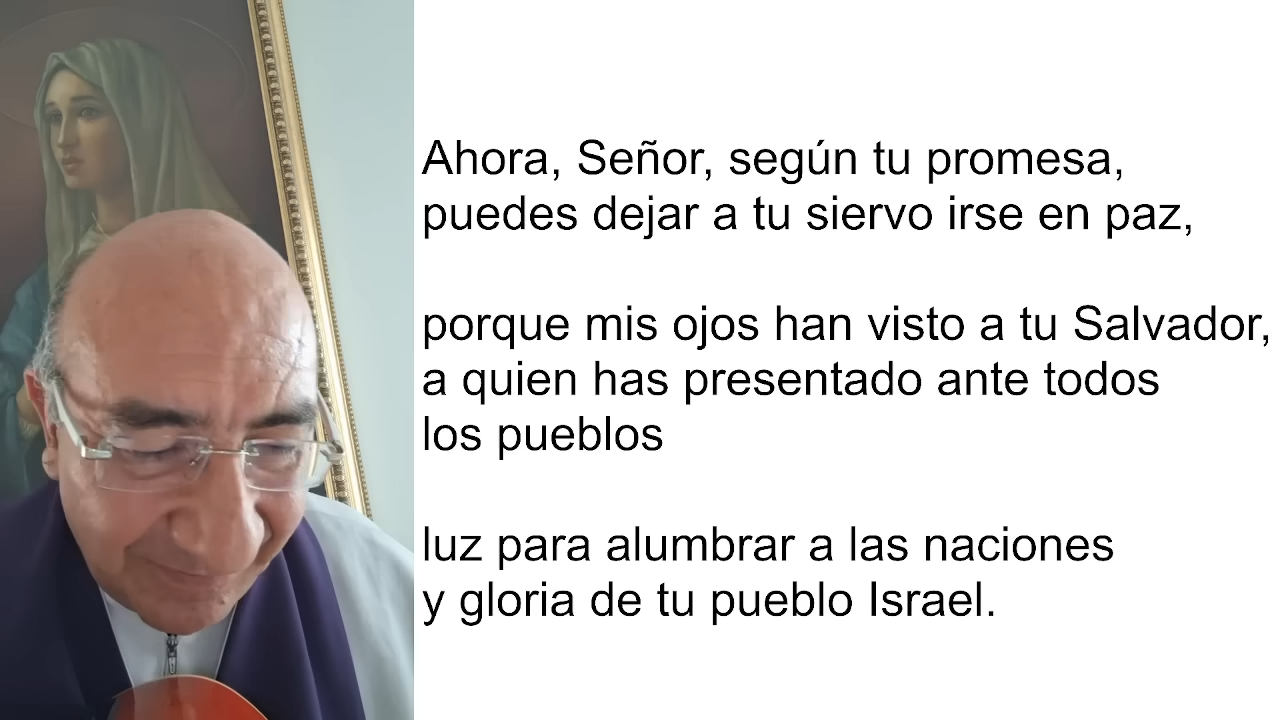 Ahora, Señor, según tu promesa,
puedes dejar a tu siervo irse en paz,
porque mis ojos han visto a tu Salvador,
a quien has presentado ante todos
los pueblos
luz para alumbrar a las naciones
y gloria de tu pueblo Israel.